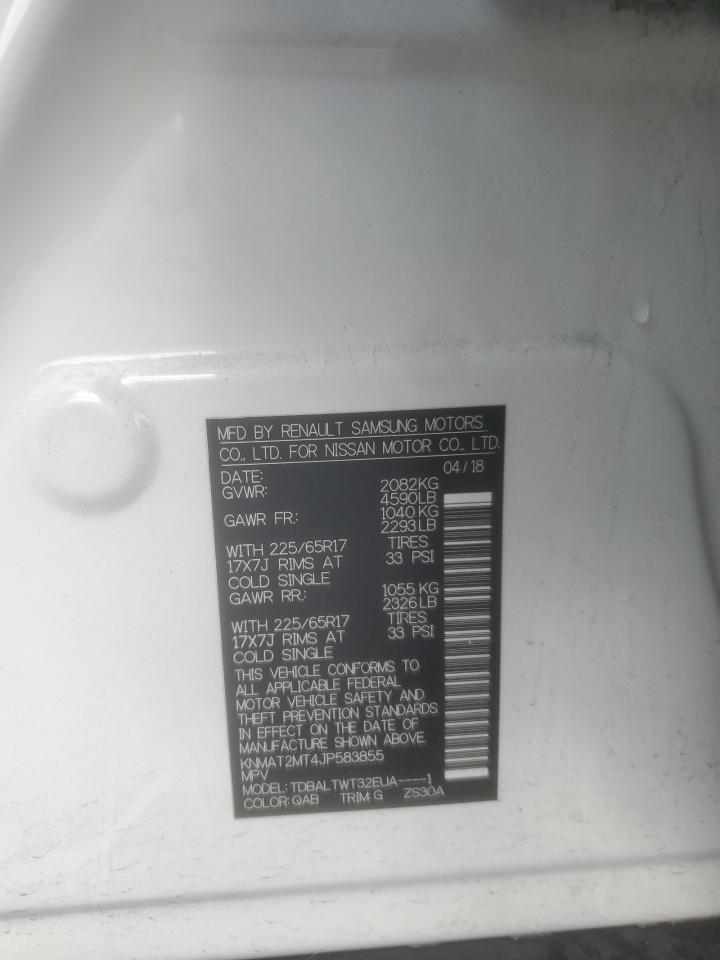 MFD BY RENAULT SAMSUNG MOTORS
CO., LTD. FOR NISSAN MOTOR CO., LTD.
DATE: 04/18
GVWR: 2082KG
4590LB
GAWR FR: 1040KG
2293LB
WITH 225/65R17 TIRES
17X7J RIMS AT 33 PSI
COLD SINGLE
GAWR RR: 1055KG
2326LB
WITH 225/65R17 TIRES
17X7J RIMS AT 33 PSI
COLD SINGLE
THIS VEHICLE CONFORMS TO
ALL APPLICABLE FEDERAL
MOTOR VEHICLE SAFETY AND
THEFT PREVENTION STANDARDS
IN EFFECT ON THE DATE OF
MANUFACTURE SHOWN ABOVE.
KNMAT2MT4JP583855
MPV
MODEL: TDBALTWT32EUA----1
COLOR: QAB TRIM: G ZS30A